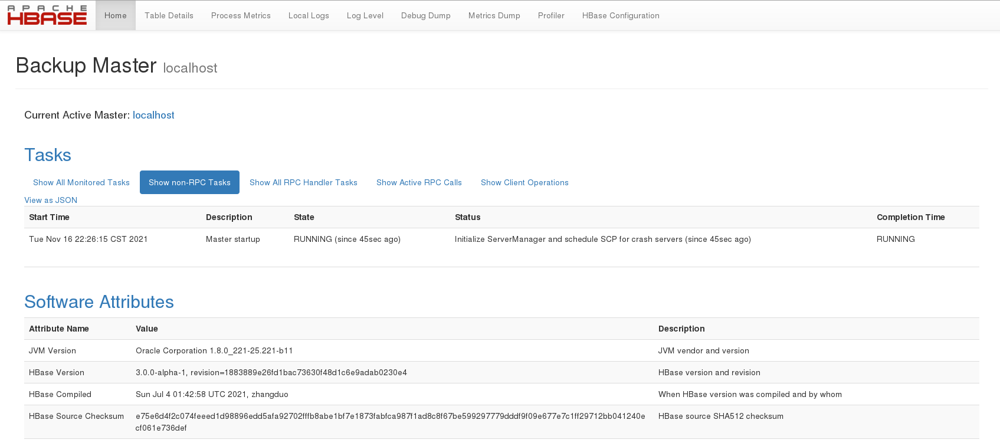 APACHE
HBASE
Home Table Details Process Metrics Local Logs Log Level Debug Dump Metrics Dump Profiler HBase Configuration
Backup Master localhost
Current Active Master: localhost
Tasks
Show All Monitored Tasks Show non-RPC Tasks Show All RPC Handler Tasks Show Active RPC Calls Show Client Operations
View as JSON
Start Time Description State Status Completion Time
Tue Nov 16 22:26:15 CST 2021 Master startup RUNNING (since 45sec ago) Initialize ServerManager and schedule SCP for crash servers (since 45sec ago) RUNNING
Software Attributes
Attribute Name Value Description
JVM Version Oracle Corporation 1.8.0_221-25.221-b11 JVM vendor and version
HBase Version 3.0.0-alpha-1, revision=1883889e26fd1bac73630f48d1c6e9adab0230e4 HBase version and revision
HBase Compiled Sun Jul 4 01:42:58 UTC 2021, zhangduo When HBase version was compiled and by whom
HBase Source Checksum e75e6d4f2c074feeed1d98896edd5afa92702fffb8abe1bf7e1873fabfca987f1ad8c8f67be599297779dddf9f09e677e7c1ff29712bb041240e HBase source SHA512 checksum
cf061e736def